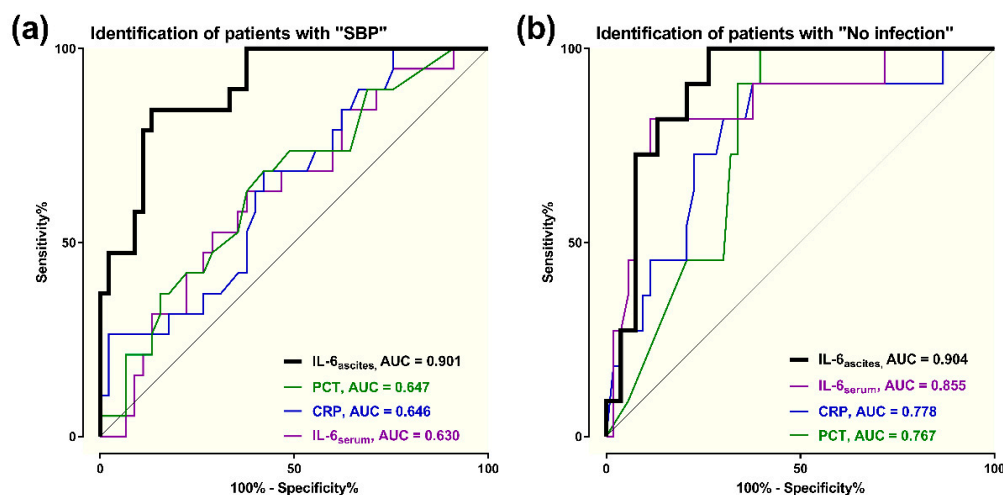 (a)
Identification of patients with "SBP"
100
50
0
Sensitivity%
IL-6ascites, AUC = 0.901
PCT, AUC = 0.647
CRP, AUC = 0.646
IL-6serum, AUC = 0.630
0
50
100
100% - Specificity%
(b)
Identification of patients with "No infection"
100
50
0
Sensitivity%
IL-6ascites, AUC = 0.904
IL-6serum, AUC = 0.855
CRP, AUC = 0.778
PCT, AUC = 0.767
0
50
100
100% - Specificity%